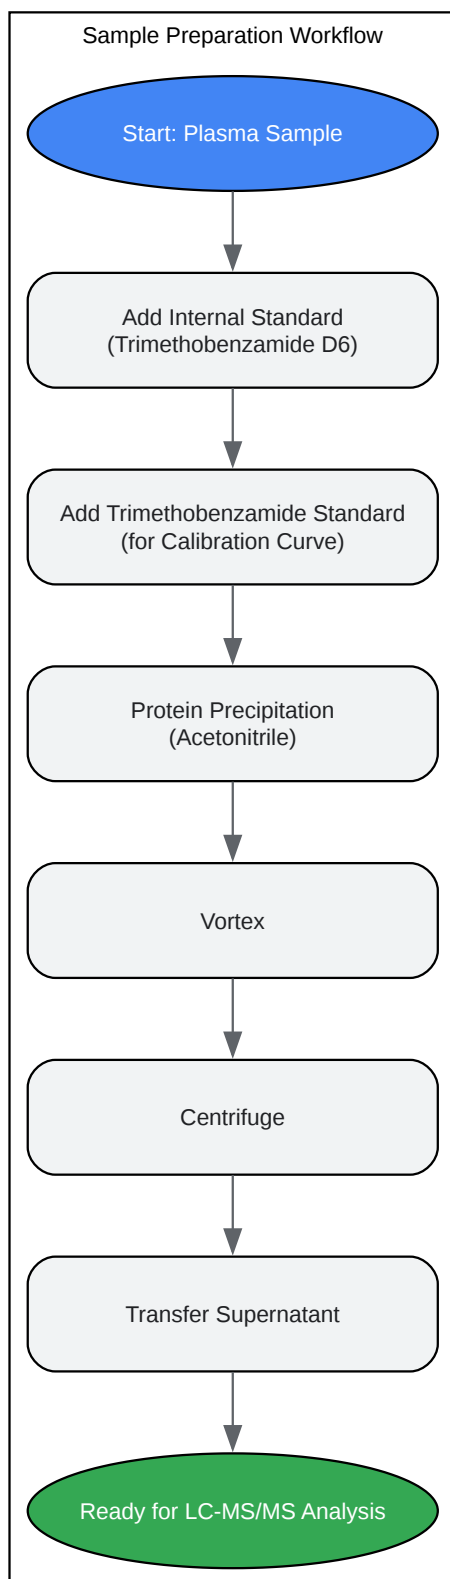 Sample Preparation Workflow
Start: Plasma Sample
Add Internal Standard
(Trimethobenzamide D6)
Add Trimethobenzamide Standard
(for Calibration Curve)
Protein Precipitation
(Acetonitrile)
Vortex
Centrifuge
Transfer Supernatant
Ready for LC-MS/MS Analysis